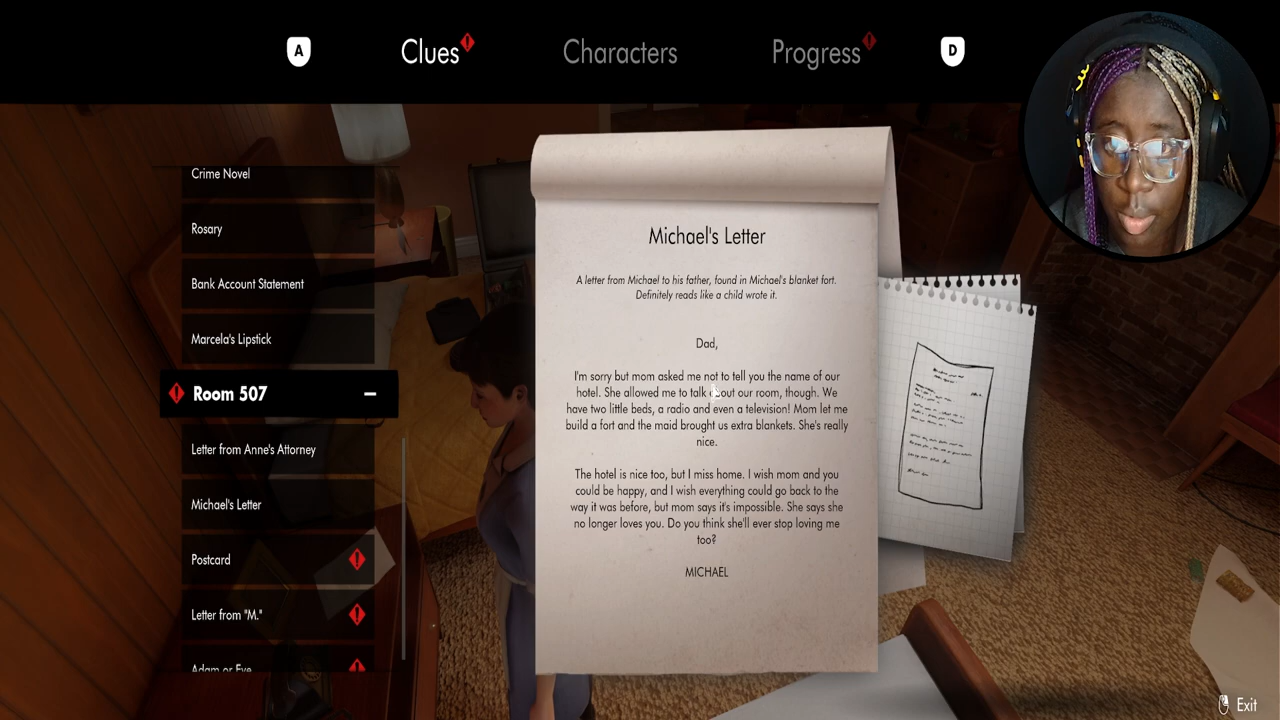 A
Clues
Characters
Progress
D
Crime Novel
Rosary
Bank Account Statement
Marcela's Lipstick
Room 507
Letter from Anne's Attorney
Michael's Letter
Postcard
Letter from "M."
Adam or Eve
Michael's Letter
A letter from Michael to his father, found in Michael's blanket fort.
Definitely reads like a child wrote it.
Dad,
I'm sorry but mom asked me not to tell you the name of our
hotel. She allowed me to talk about our room, though. We
have two little beds, a radio and even a television! Mom let me
build a fort and the maid brought us extra blankets. She's really
nice.
The hotel is nice too, but I miss home. I wish mom and you
could be happy, and I wish everything could go back to the
way it was before, but mom says it's impossible. She says she
no longer loves you. Do you think she'll ever stop loving me
too?
MICHAEL
Exit